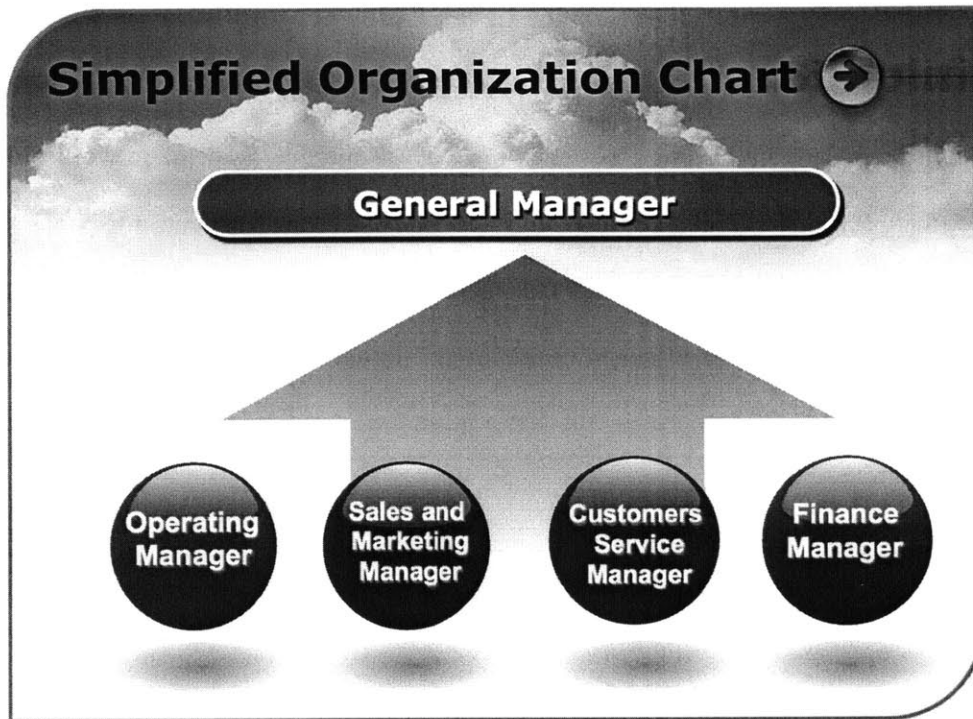 Simplified Organization Chart
General Manager
Operating
Manager
Sales and
Marketing
Manager
Customers
Service
Manager
Finance
Manager